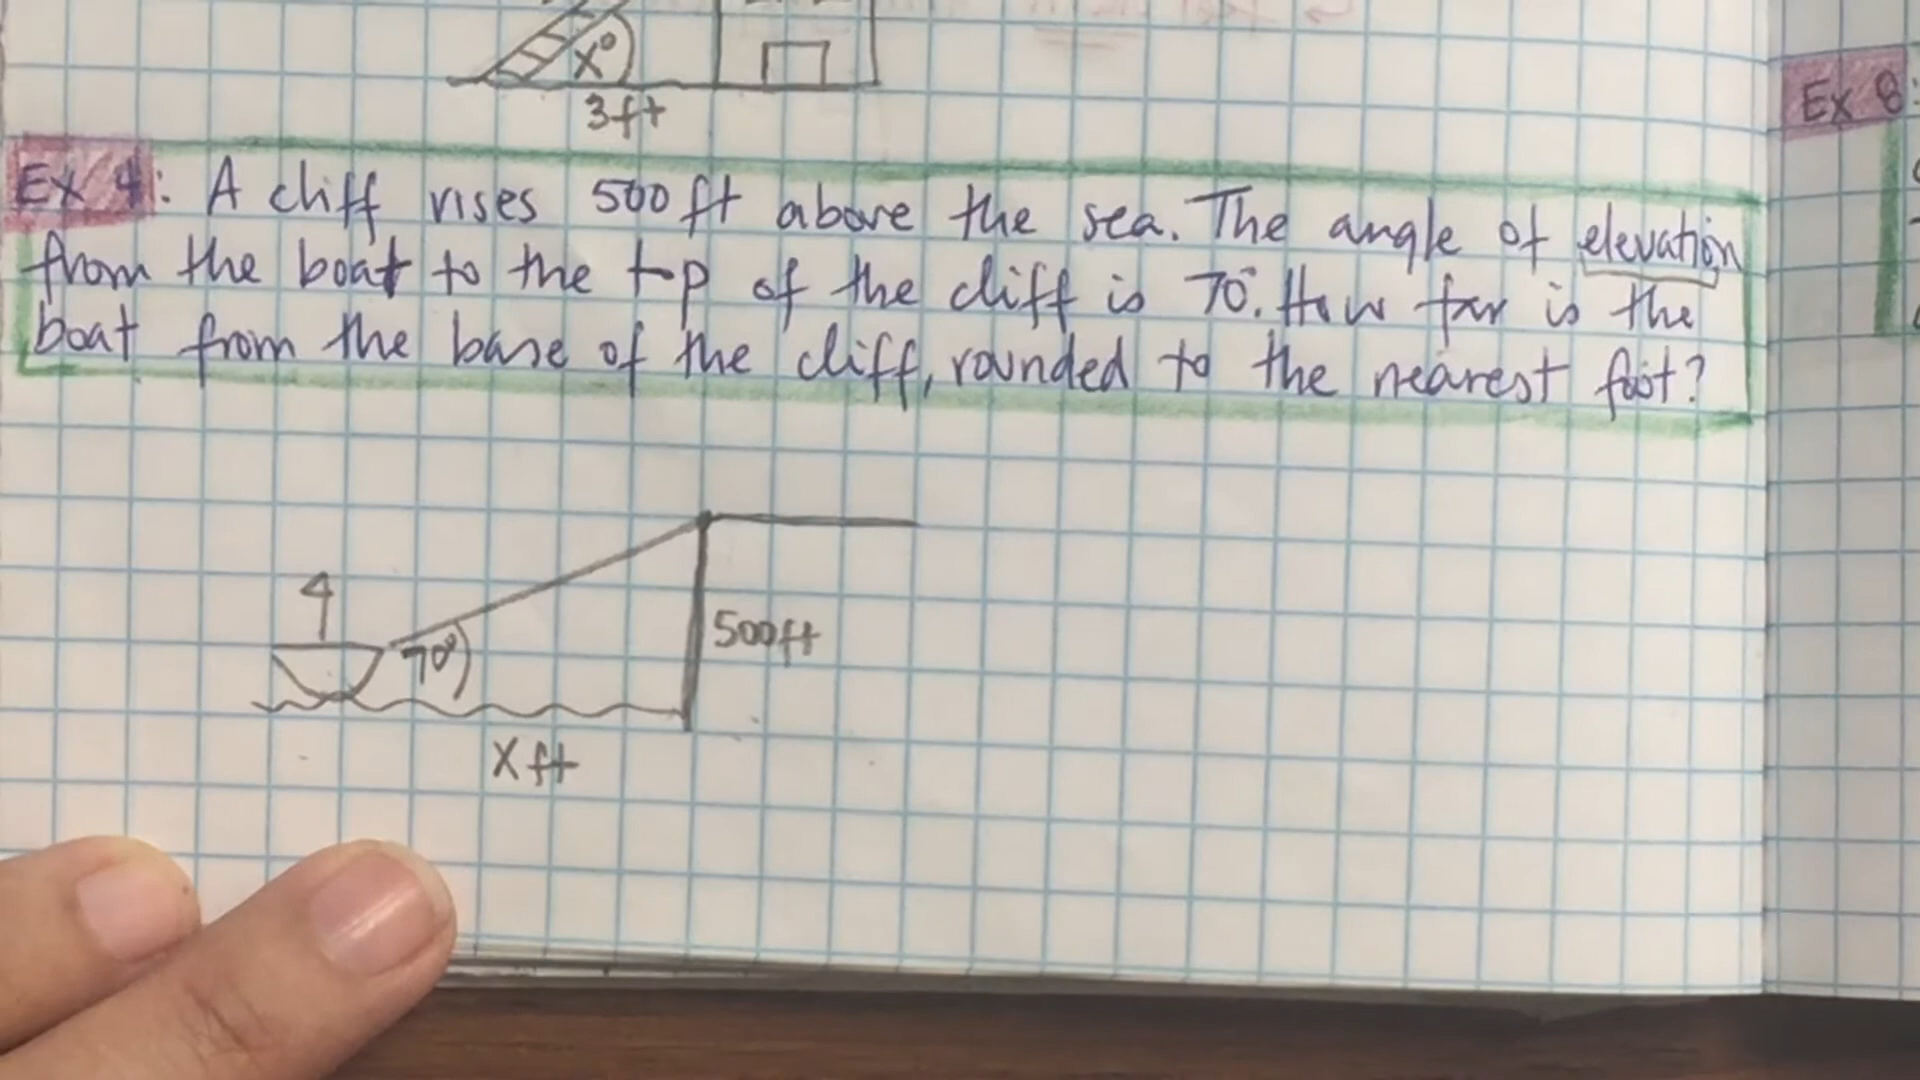 x°
3ft
Ex 8:
Ex 4: A cliff rises 500 ft above the sea. The angle of elevation
from the boat to the top of the cliff is 70°. How far is the
boat from the base of the cliff, rounded to the nearest foot?
70°
500ft
x ft